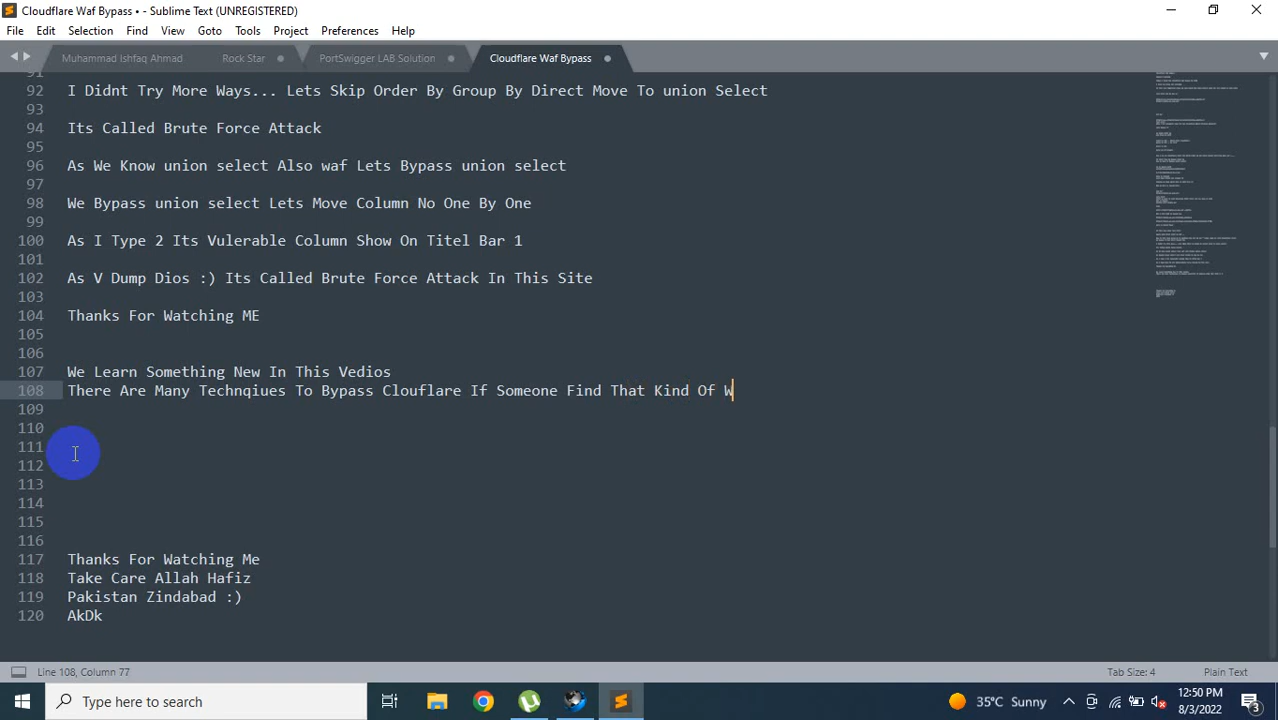 Cloudflare Waf Bypass • - Sublime Text (UNREGISTERED)
File Edit Selection Find View Goto Tools Project Preferences Help
Muhammad Ishfaq Ahmad Rock Star PortSwigger LAB Solution Cloudflare Waf Bypass
91
92 I Didnt Try More Ways... Lets Skip Order By Group By Direct Move To union Select
93
94 Its Called Brute Force Attack
95
96 As We Know union select Also waf Lets Bypass union select
97
98 We Bypass union select Lets Move Column No One By One
99
100 As I Type 2 Its Vulerable Column Show On Titer Bar 1
101
102 As V Dump Dios :) Its Called Brute Force Attack In This Site
103
104 Thanks For Watching ME
105
106
107 We Learn Something New In This Vedios
108 There Are Many Technqiues To Bypass Clouflare If Someone Find That Kind Of W
109
110
111
112
113
114
115
116
117 Thanks For Watching Me
118 Take Care Allah Hafiz
119 Pakistan Zindabad :)
120 AkDk
Line 108, Column 77 Tab Size: 4 Plain Text
Type here to search 35°C Sunny 12:50 PM
8/3/2022 3